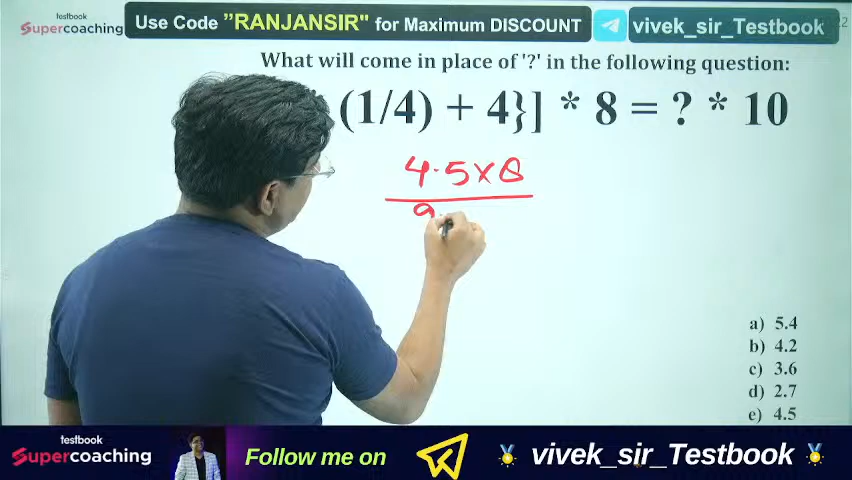 testbook
Supercoaching
Use Code "RANJANSIR" for Maximum DISCOUNT
vivek_sir_Testbook
What will come in place of '?' in the following question:
(1/4) + 4}] * 8 = ? * 10
4.5×8
9
a) 5.4
b) 4.2
c) 3.6
d) 2.7
e) 4.5
testbook
Supercoaching
Follow me on
vivek_sir_Testbook